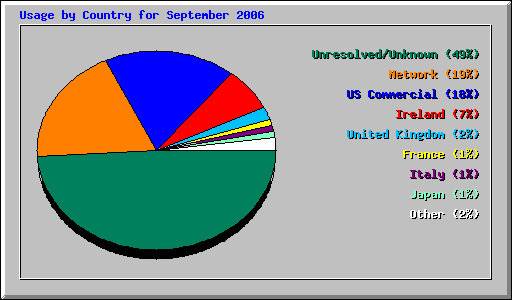 Usage by Country for September 2006
Unresolved/Unknown (49%)
Network (19%)
US Commercial (18%)
Ireland (7%)
United Kingdom (2%)
France (1%)
Italy (1%)
Japan (1%)
Other (2%)